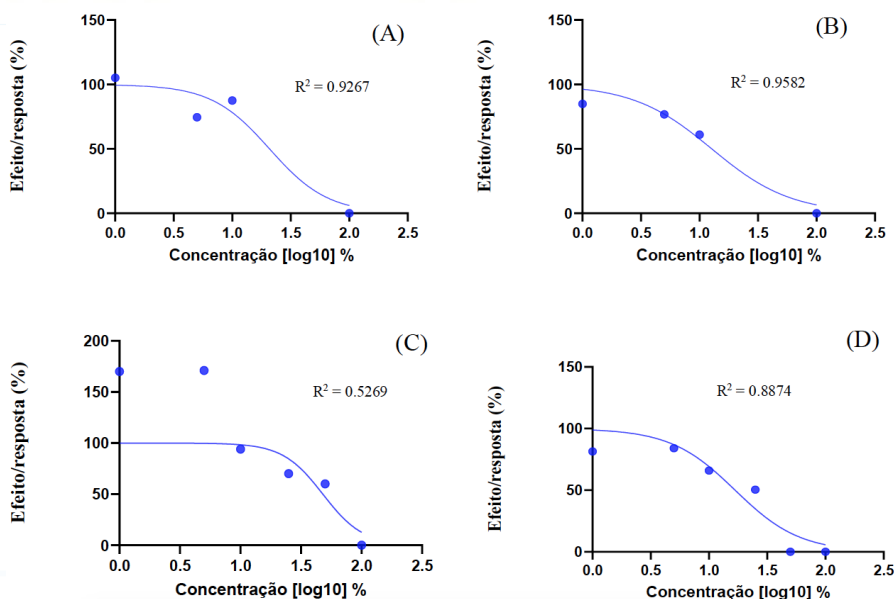 (A)
Efeito/resposta (%)
150
100
50
0
R² = 0.9267
0.0 0.5 1.0 1.5 2.0 2.5
Concentração [log10] %
(B)
Efeito/resposta (%)
150
100
50
0
R² = 0.9582
0.0 0.5 1.0 1.5 2.0 2.5
Concentração [log10] %
(C)
Efeito/resposta (%)
200
150
100
50
0
R² = 0.5269
0.0 0.5 1.0 1.5 2.0 2.5
Concentração [log10] %
(D)
Efeito/resposta (%)
150
100
50
0
R² = 0.8874
0.0 0.5 1.0 1.5 2.0 2.5
Concentração [log10] %